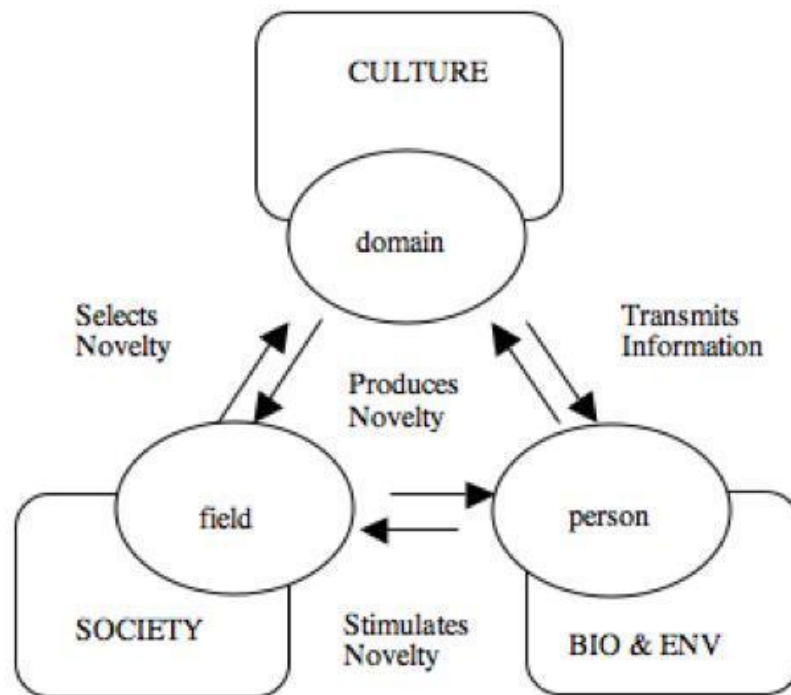 CULTURE
domain
Selects
Novelty
Transmits
Information
Produces
Novelty
field
person
SOCIETY
Stimulates
Novelty
BIO & ENV